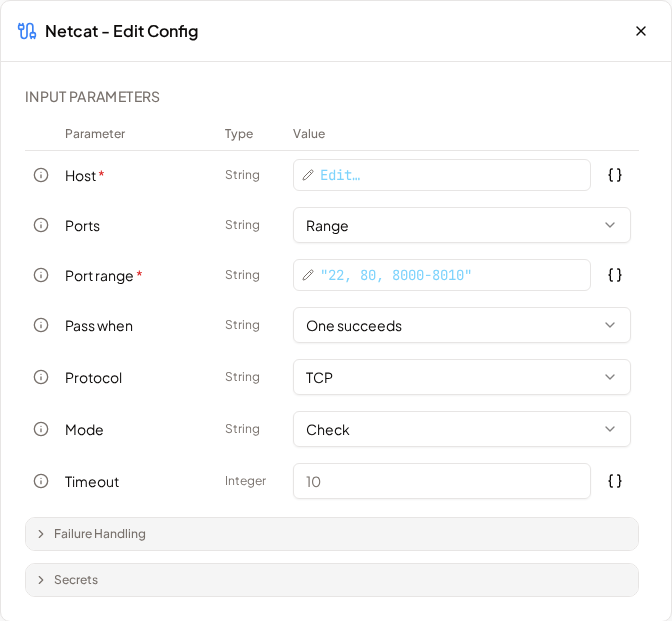 Netcat - Edit Config
INPUT PARAMETERS
Parameter Type Value
Host * String Edit… {}
Ports String Range
Port range * String "22, 80, 8000-8010" {}
Pass when String One succeeds
Protocol String TCP
Mode String Check
Timeout Integer 10 {}
Failure Handling
Secrets